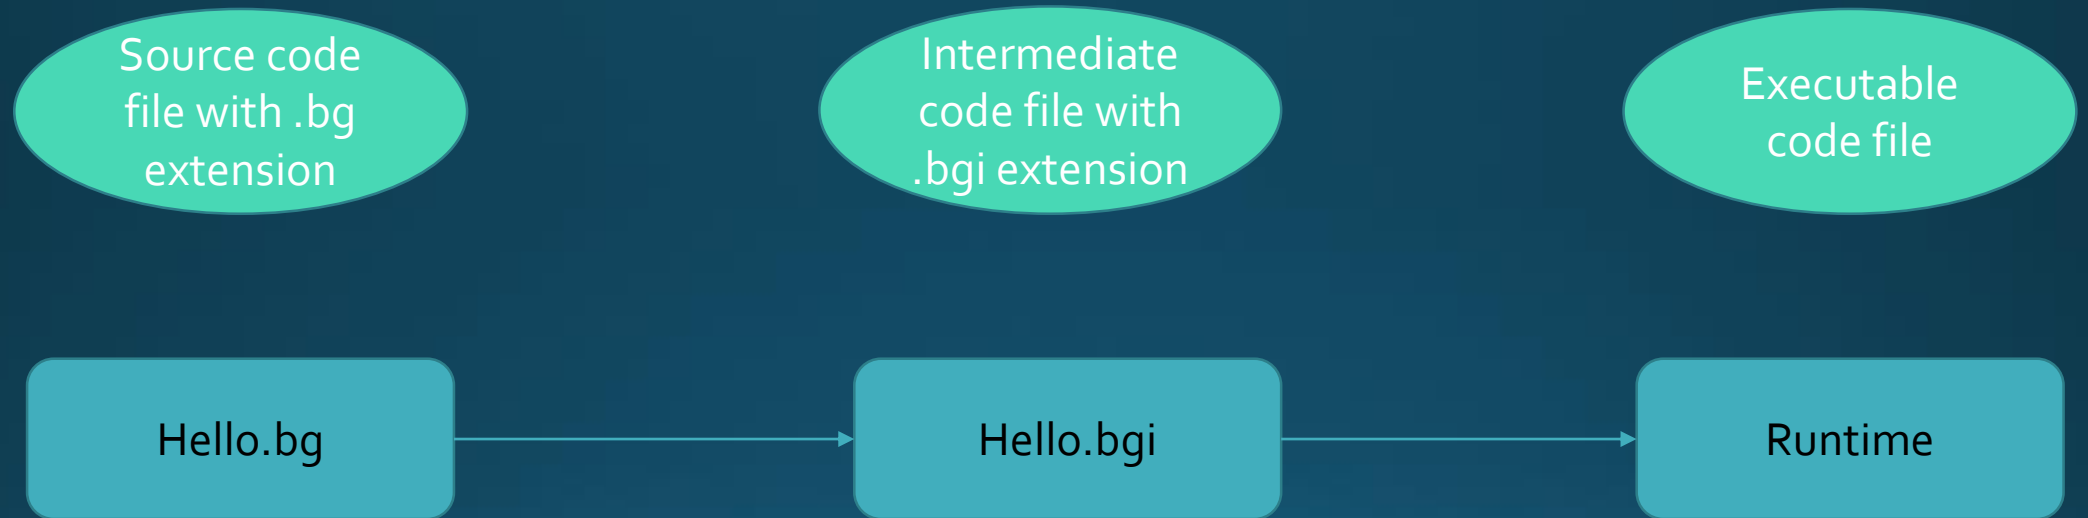 Source code
file with .bg
extension
Intermediate
code file with
.bgi extension
Executable
code file
Hello.bg
Hello.bgi
Runtime